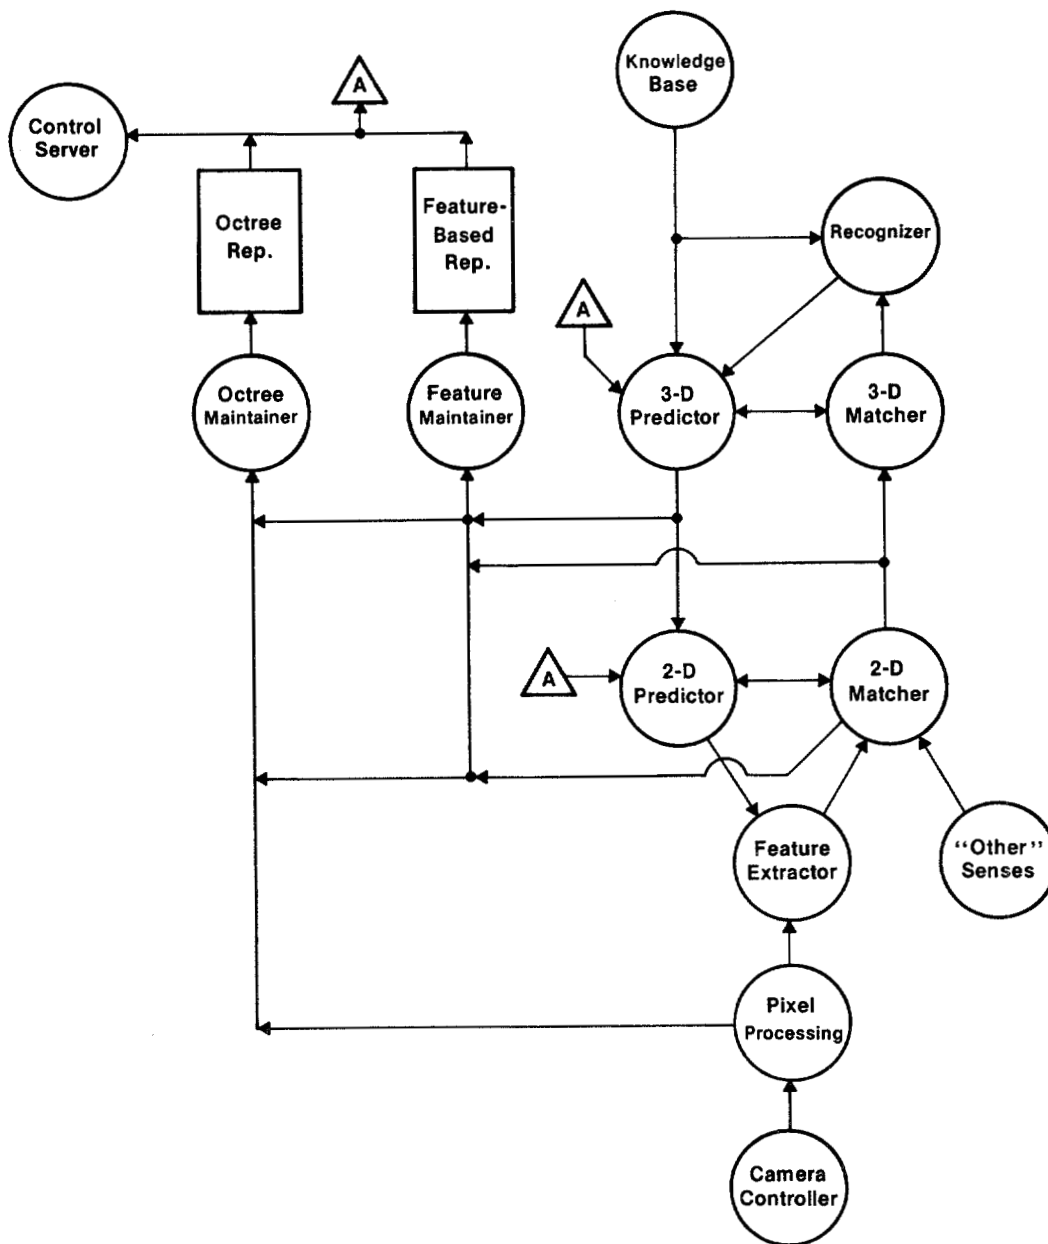 Knowledge
Base
A
Control
Server
Octree
Rep.
Feature-
Based
Rep.
Recognizer
A
Octree
Maintainer
Feature
Maintainer
3-D
Predictor
3-D
Matcher
A
2-D
Predictor
2-D
Matcher
Feature
Extractor
“Other”
Senses
Pixel
Processing
Camera
Controller